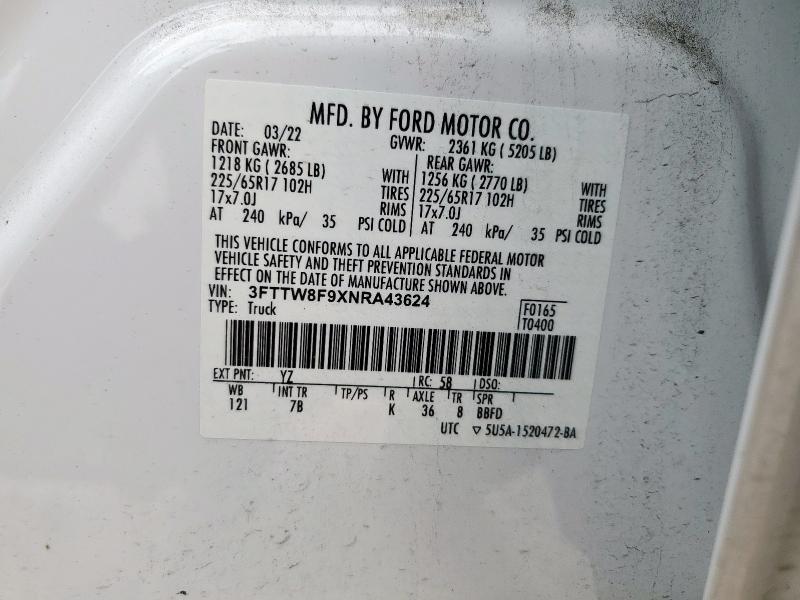 MFD. BY FORD MOTOR CO.
DATE: 03/22 GVWR: 2361 KG ( 5205 LB)
FRONT GAWR: REAR GAWR:
1218 KG ( 2685 LB) WITH 1256 KG ( 2770 LB) WITH
225/65R17 102H TIRES 225/65R17 102H TIRES
17x7.0J RIMS 17x7.0J RIMS
AT 240 kPa/ 35 PSI COLD AT 240 kPa/ 35 PSI COLD
THIS VEHICLE CONFORMS TO ALL APPLICABLE FEDERAL MOTOR
VEHICLE SAFETY AND THEFT PREVENTION STANDARDS IN
EFFECT ON THE DATE OF MANUFACTURE SHOWN ABOVE.
VIN: 3FTTW8F9XNRA43624 F0165
TYPE: Truck T0400
EXT PNT: YZ RC: 58 DSO:
WB INT TR TP/PS R AXLE TR SPR
121 7B K 36 8 BBFD
UTC ▽ 5U5A-1520472-BA